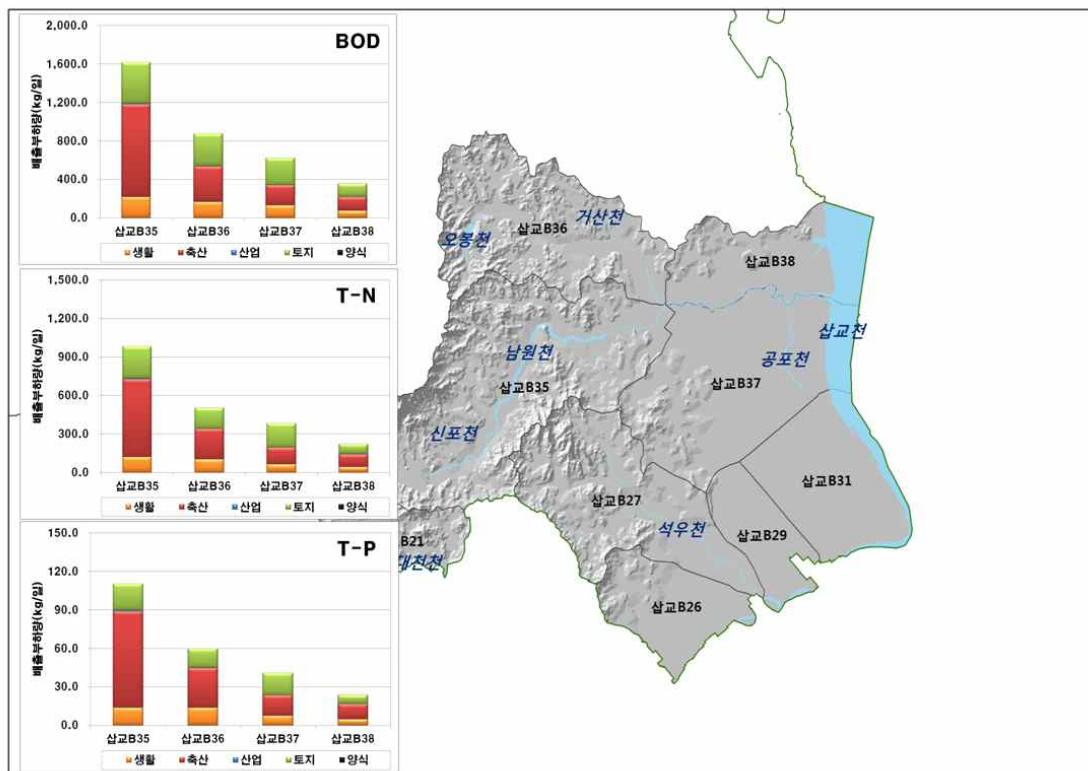 BOD
배출부하량(kg/일)
2,000.0
1,600.0
1,200.0
800.0
400.0
0.0
삽교B35 삽교B36 삽교B37 삽교B38
생활 축산 산업 토지 양식
T-N
배출부하량(kg/일)
1,500.0
1,200.0
900.0
600.0
300.0
0.0
삽교B35 삽교B36 삽교B37 삽교B38
생활 축산 산업 토지 양식
T-P
배출부하량(kg/일)
150.0
120.0
90.0
60.0
30.0
0.0
삽교B35 삽교B36 삽교B37 삽교B38
생활 축산 산업 토지 양식
거산천
삽교B36
오봉천
삽교B38
삽교천
남원천
공포천
삽교B35
삽교B37
신포천
삽교B31
삽교B27
석우천
삽교B29
B21
대천천
삽교B26